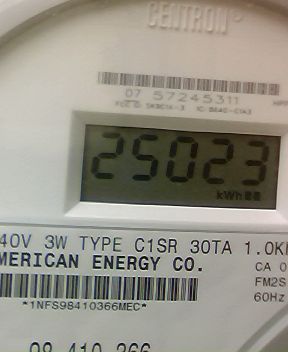 CENTRON®
07 57245311
25023
kWh
40V 3W TYPE C1SR 30TA 1.0K
MERICAN ENERGY CO.
CA 0
FM2S
60Hz
*1NFS98410366MEC*
98 410 366